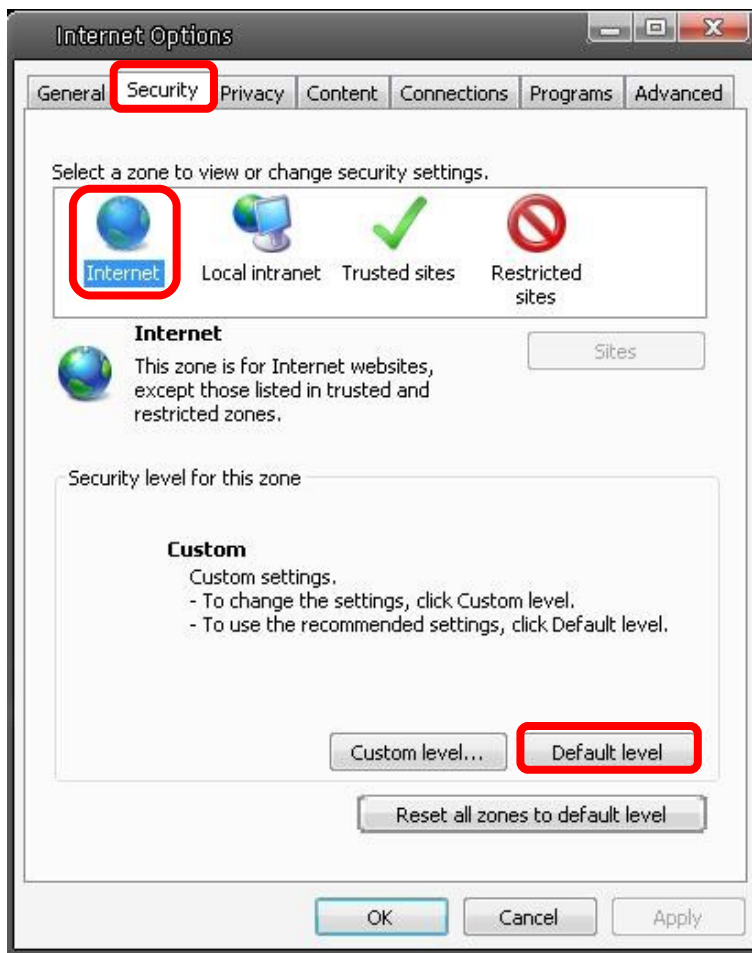 Internet Options
General Security Privacy Content Connections Programs Advanced
Select a zone to view or change security settings.
Internet Local intranet Trusted sites Restricted
sites
Internet
Sites
This zone is for Internet websites,
except those listed in trusted and
restricted zones.
Security level for this zone
Custom
Custom settings.
- To change the settings, click Custom level.
- To use the recommended settings, click Default level.
Custom level... Default level
Reset all zones to default level
OK Cancel Apply